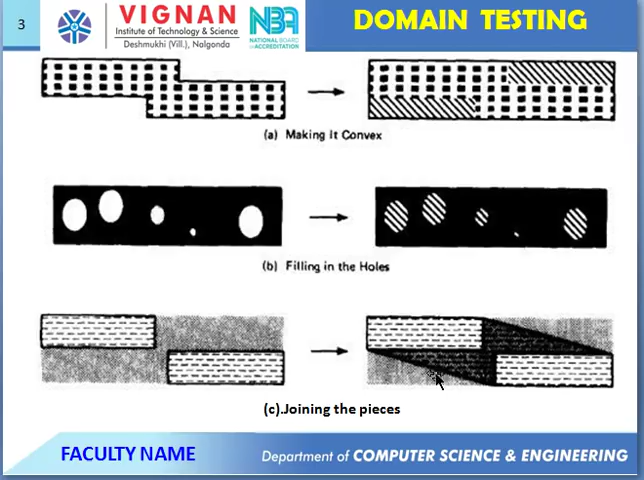 3
VIGNAN
Institute of Technology & Science
Deshmukhi (Vill.), Nalgonda
NBA
NATIONAL BOARD
of ACCREDITATION
DOMAIN TESTING
(a) Making It Convex
(b) Filling in the Holes
(c).Joining the pieces
FACULTY NAME
Department of COMPUTER SCIENCE & ENGINEERING